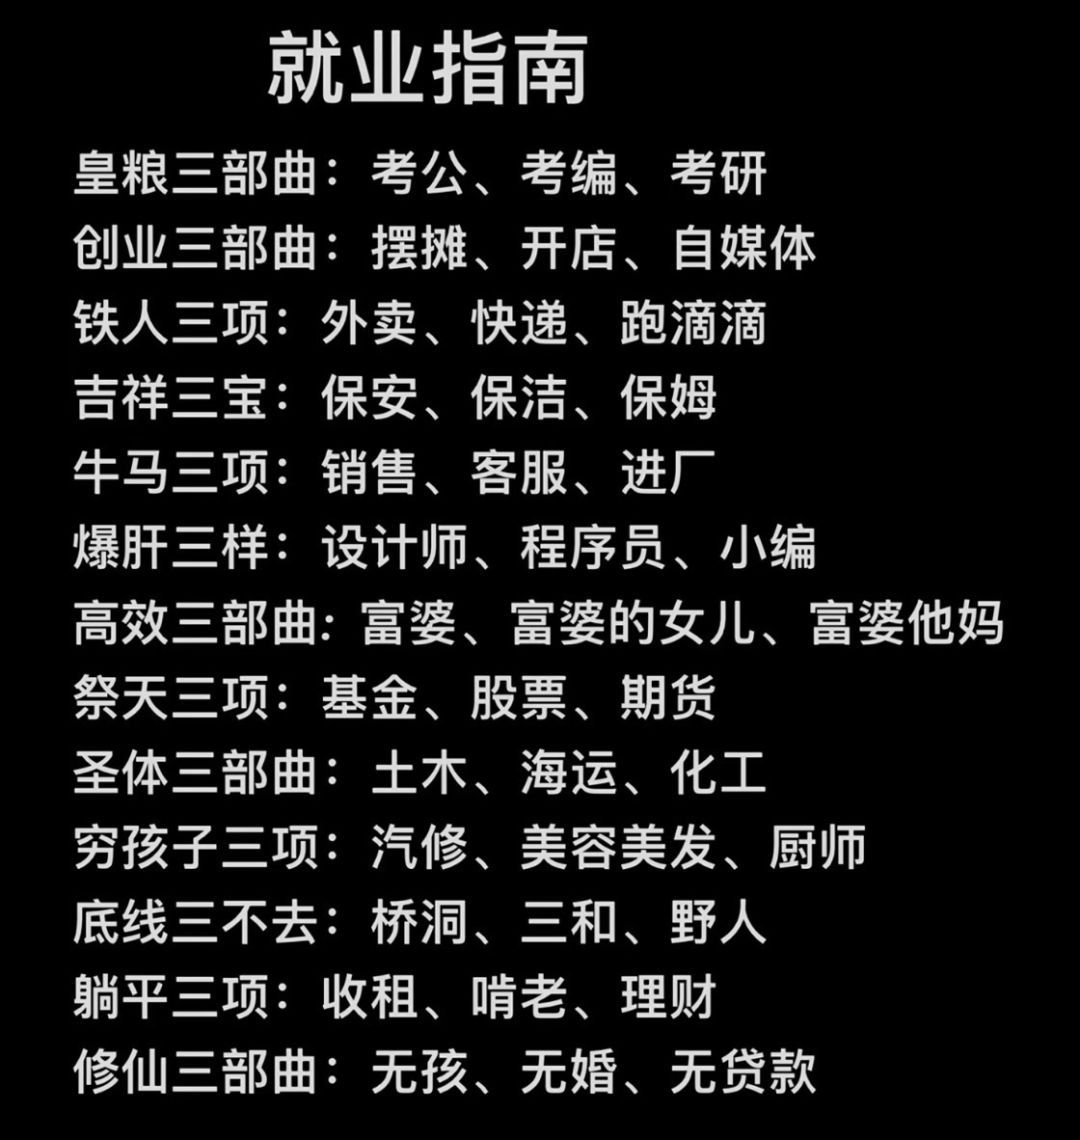 就业指南
皇粮三部曲：考公、考编、考研
创业三部曲：摆摊、开店、自媒体
铁人三项：外卖、快递、跑滴滴
吉祥三宝：保安、保洁、保姆
牛马三项：销售、客服、进厂
爆肝三样：设计师、程序员、小编
高效三部曲: 富婆、富婆的女儿、富婆他妈
祭天三项：基金、股票、期货
圣体三部曲：土木、海运、化工
穷孩子三项：汽修、美容美发、厨师
底线三不去：桥洞、三和、野人
躺平三项：收租、啃老、理财
修仙三部曲：无孩、无婚、无贷款